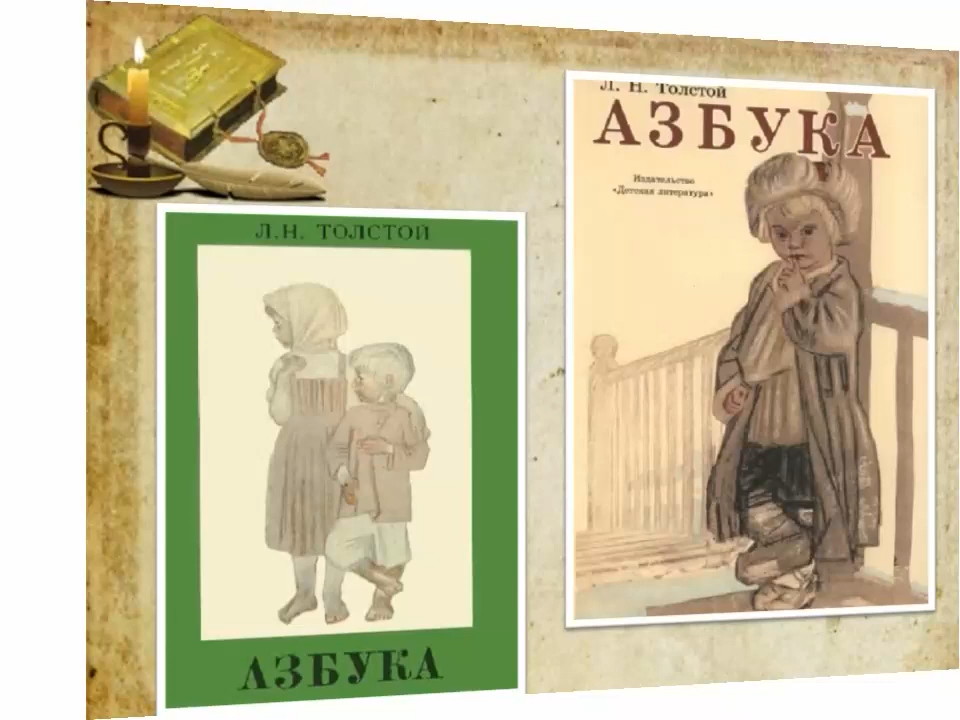 Л.Н. ТОЛСТОЙ
АЗБУКА
Л. Н. Толстой
АЗБУКА
Издательство
«Детская литература»